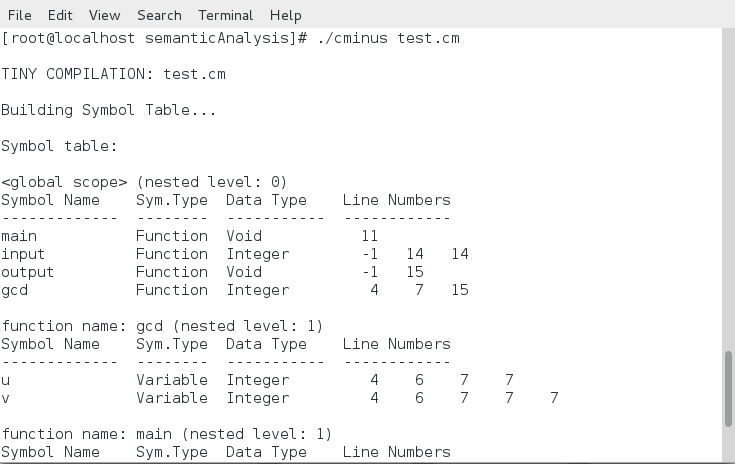 File Edit View Search Terminal Help
[root@localhost semanticAnalysis]# ./cminus test.cm
TINY COMPILATION: test.cm
Building Symbol Table...
Symbol table:
<global scope> (nested level: 0)
Symbol Name    Sym.Type  Data Type    Line Numbers
-------------  --------  -----------  ------------
main           Function  Void           11
input          Function  Integer        -1   14   14
output         Function  Void           -1   15
gcd            Function  Integer         4    7   15
function name: gcd (nested level: 1)
Symbol Name    Sym.Type  Data Type    Line Numbers
-------------  --------  -----------  ------------
u              Variable  Integer         4    6    7    7
v              Variable  Integer         4    6    7    7    7
function name: main (nested level: 1)
Symbol Name    Sym.Type  Data Type    Line Numbers